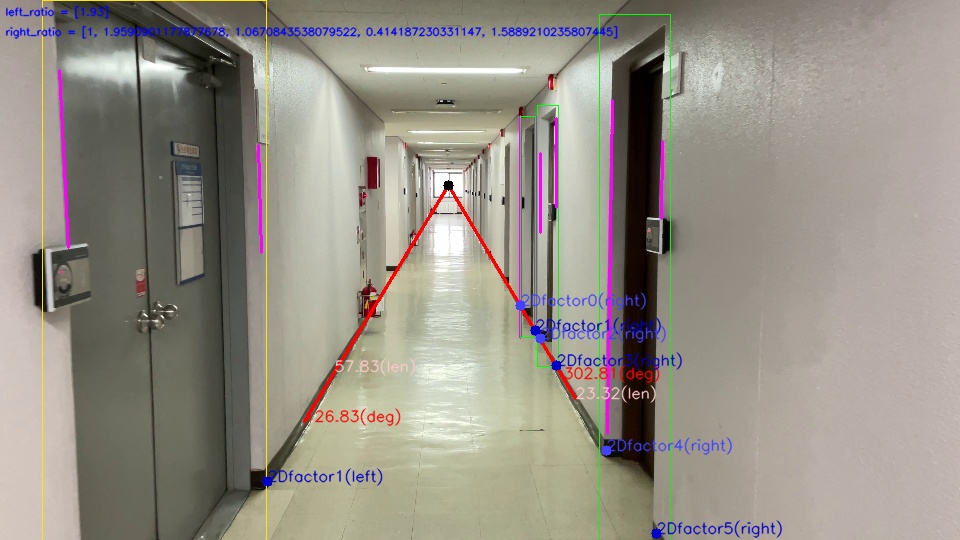 left_ratio = [1.93]
right_ratio = [1, 1.9590901177877678, 1.0670843538079522, 0.414187230331147, 1.5889210235807445]
2Dfactor0(right)
2Dfactor1(right)
2Dfactor2(right)
2Dfactor3(right)
57.83(len)
302.81(deg)
23.32(len)
26.83(deg)
2Dfactor4(right)
2Dfactor1(left)
2Dfactor5(right)